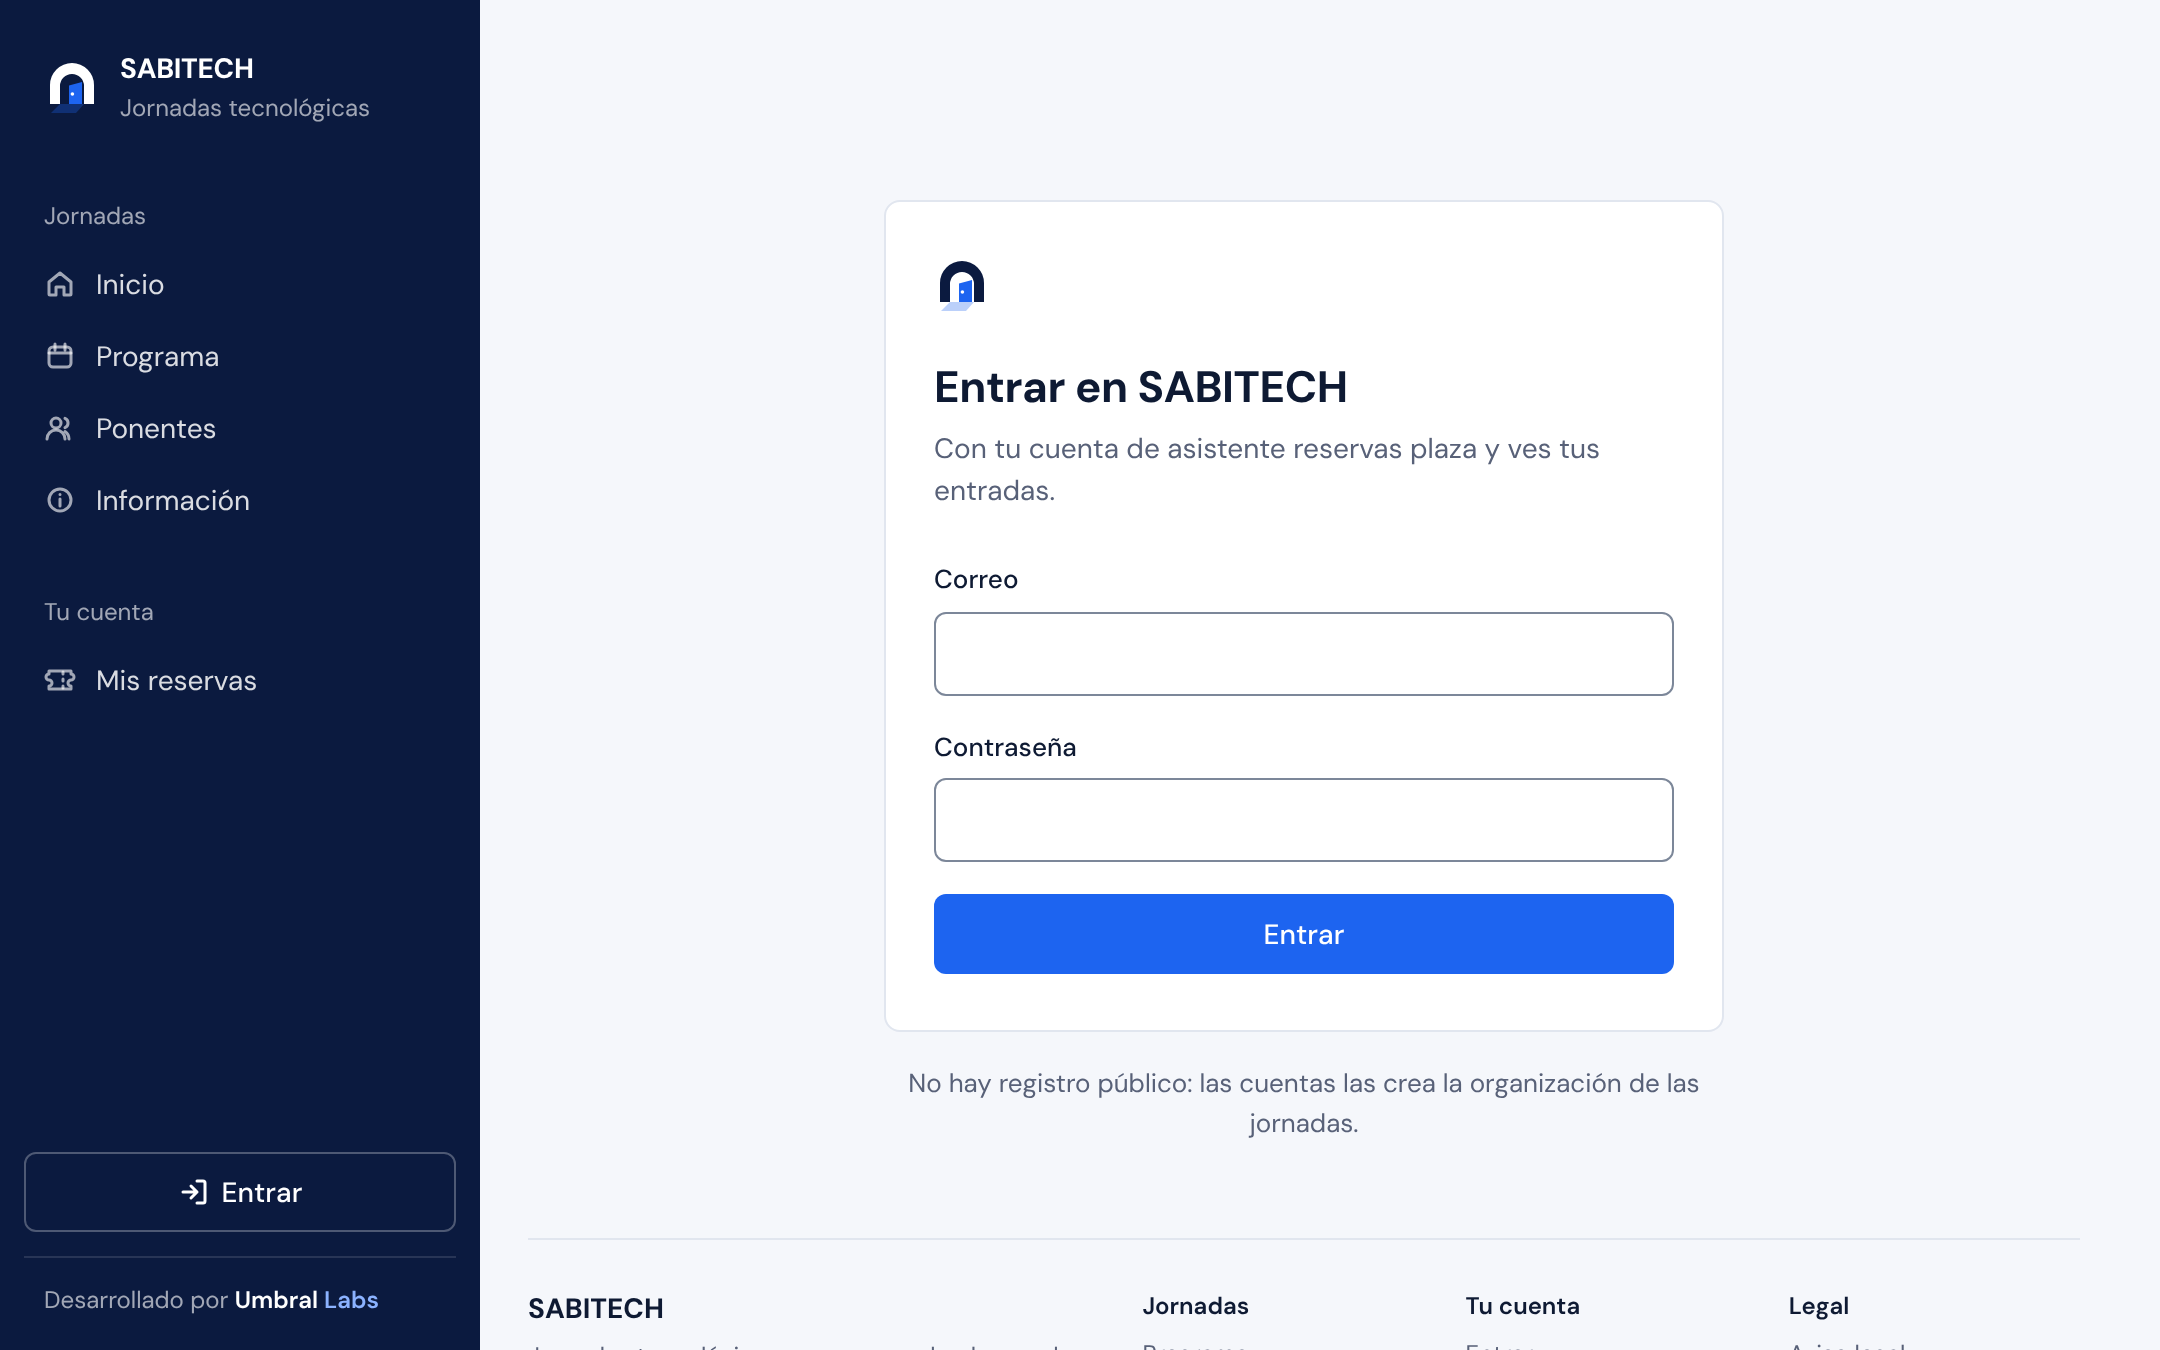 SABITECH
Jornadas tecnológicas
Jornadas
Inicio
Programa
Ponentes
Información
Tu cuenta
Mis reservas
Entrar
Desarrollado por Umbral Labs
Entrar en SABITECH
Con tu cuenta de asistente reservas plaza y ves tus
entradas.
Correo
Contraseña
Entrar
No hay registro público: las cuentas las crea la organización de las
jornadas.
SABITECH
Jornadas
Tu cuenta
Legal